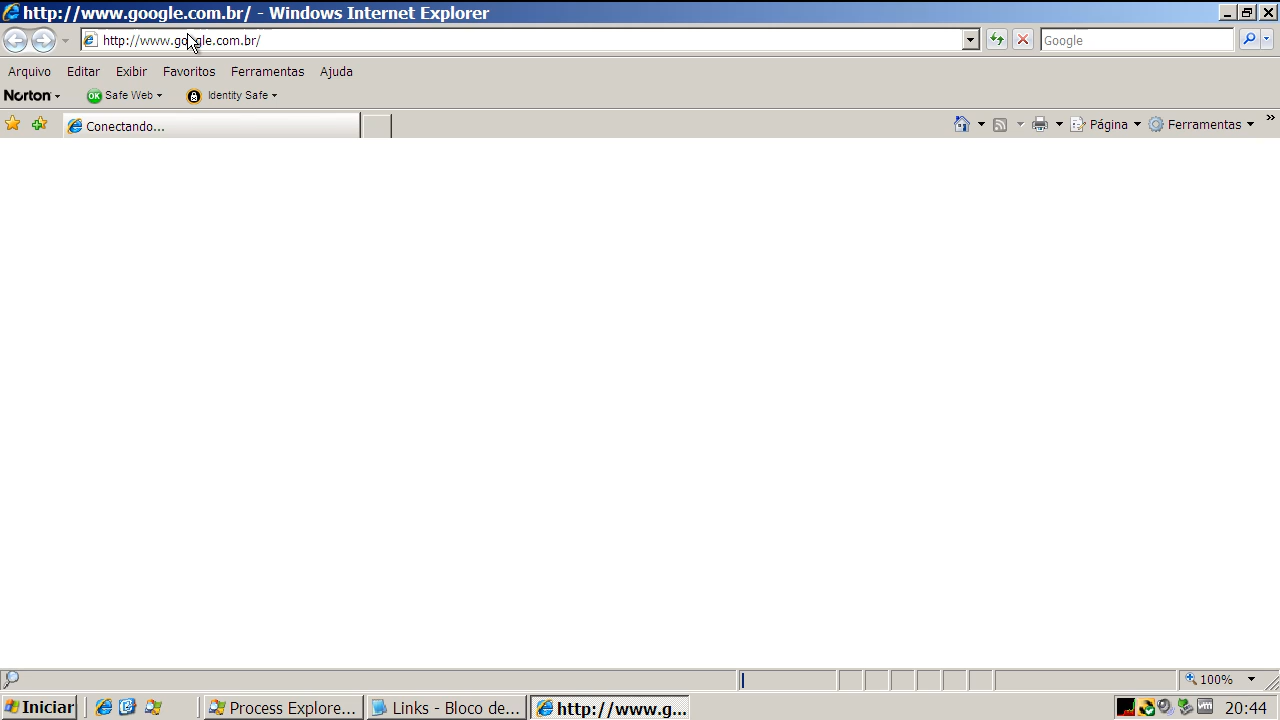 http://www.google.com.br/ - Windows Internet Explorer
http://www.google.com.br/
Google
Arquivo Editar Exibir Favoritos Ferramentas Ajuda
Norton OK Safe Web Identity Safe
Conectando...
Página Ferramentas »
100%
Iniciar Process Explore... Links - Bloco de... http://www.g... 20:44